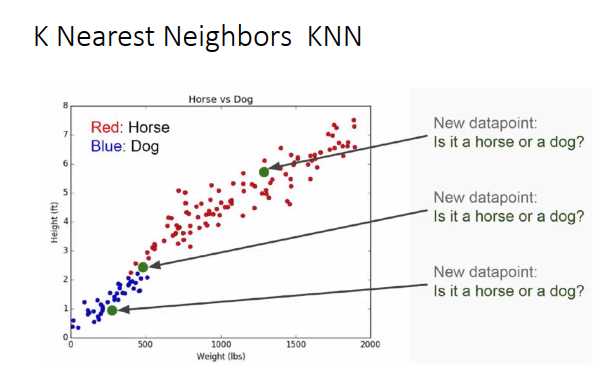 K Nearest Neighbors KNN
Horse vs Dog
Red: Horse
Blue: Dog
8
7
6
5
4
3
2
1
0
Height (ft)
0
500
1000
1500
2000
Weight (lbs)
New datapoint:
Is it a horse or a dog?
New datapoint:
Is it a horse or a dog?
New datapoint:
Is it a horse or a dog?